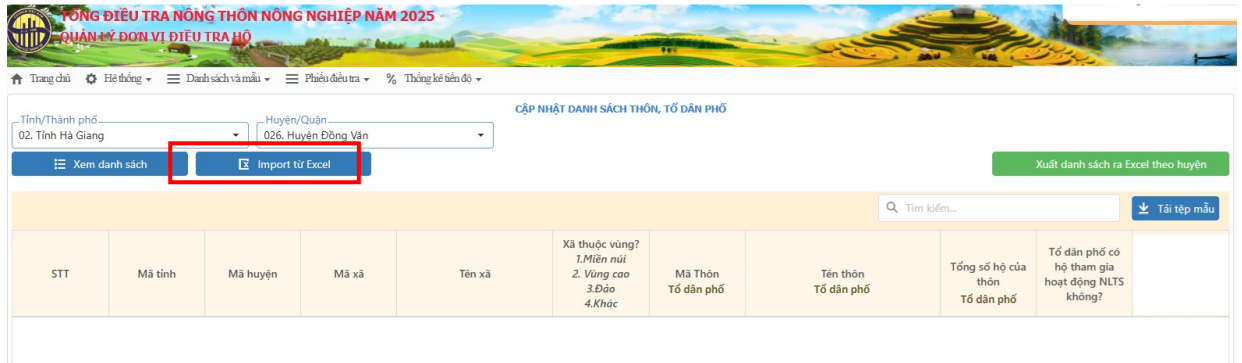 TỔNG ĐIỀU TRA NÔNG THÔN NÔNG NGHIỆP NĂM 2025
QUẢN LÝ ĐƠN VỊ ĐIỀU TRA HỘ
Trang chủ Hệ thống Danh sách và mẫu Phiếu điều tra % Thống kê tiến độ
CẬP NHẬT DANH SÁCH THÔN, TỔ DÂN PHỐ
Tỉnh/Thành phố Huyện/Quận
02. Tỉnh Hà Giang 026. Huyện Đồng Văn
Xem danh sách Import từ Excel Xuất danh sách ra Excel theo huyện
Tìm kiếm... Tải tệp mẫu
STT
Mã tỉnh
Mã huyện
Mã xã
Tên xã
Xã thuộc vùng?
1.Miền núi
2. Vùng cao
3.Đảo
4.Khác
Mã Thôn
Tổ dân phố
Tên thôn
Tổ dân phố
Tổng số hộ của
thôn
Tổ dân phố
Tổ dân phố có
hộ tham gia
hoạt động NLTS
không?